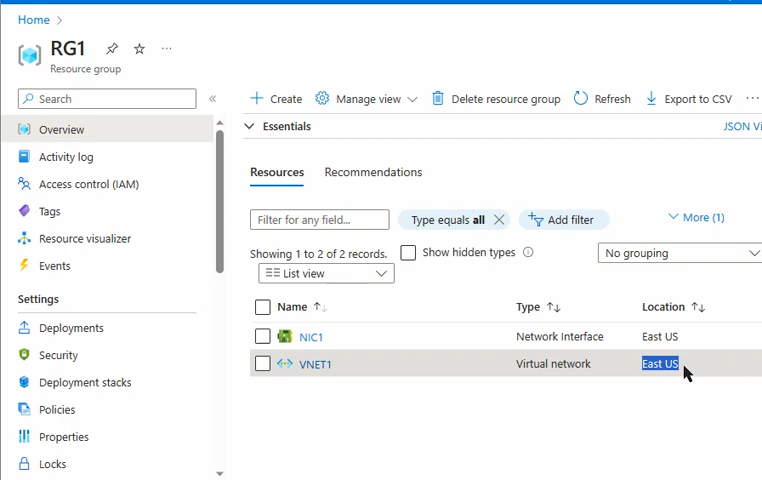 Home
RG1
Resource group
Search
Overview
Activity log
Access control (IAM)
Tags
Resource visualizer
Events
Settings
Deployments
Security
Deployment stacks
Policies
Properties
Locks
Create Manage view Delete resource group Refresh Export to CSV ...
Essentials JSON Vi
Resources Recommendations
Filter for any field... Type equals all Add filter More (1)
Showing 1 to 2 of 2 records. Show hidden types No grouping
List view
Name Type Location
NIC1 Network Interface East US
VNET1 Virtual network East US